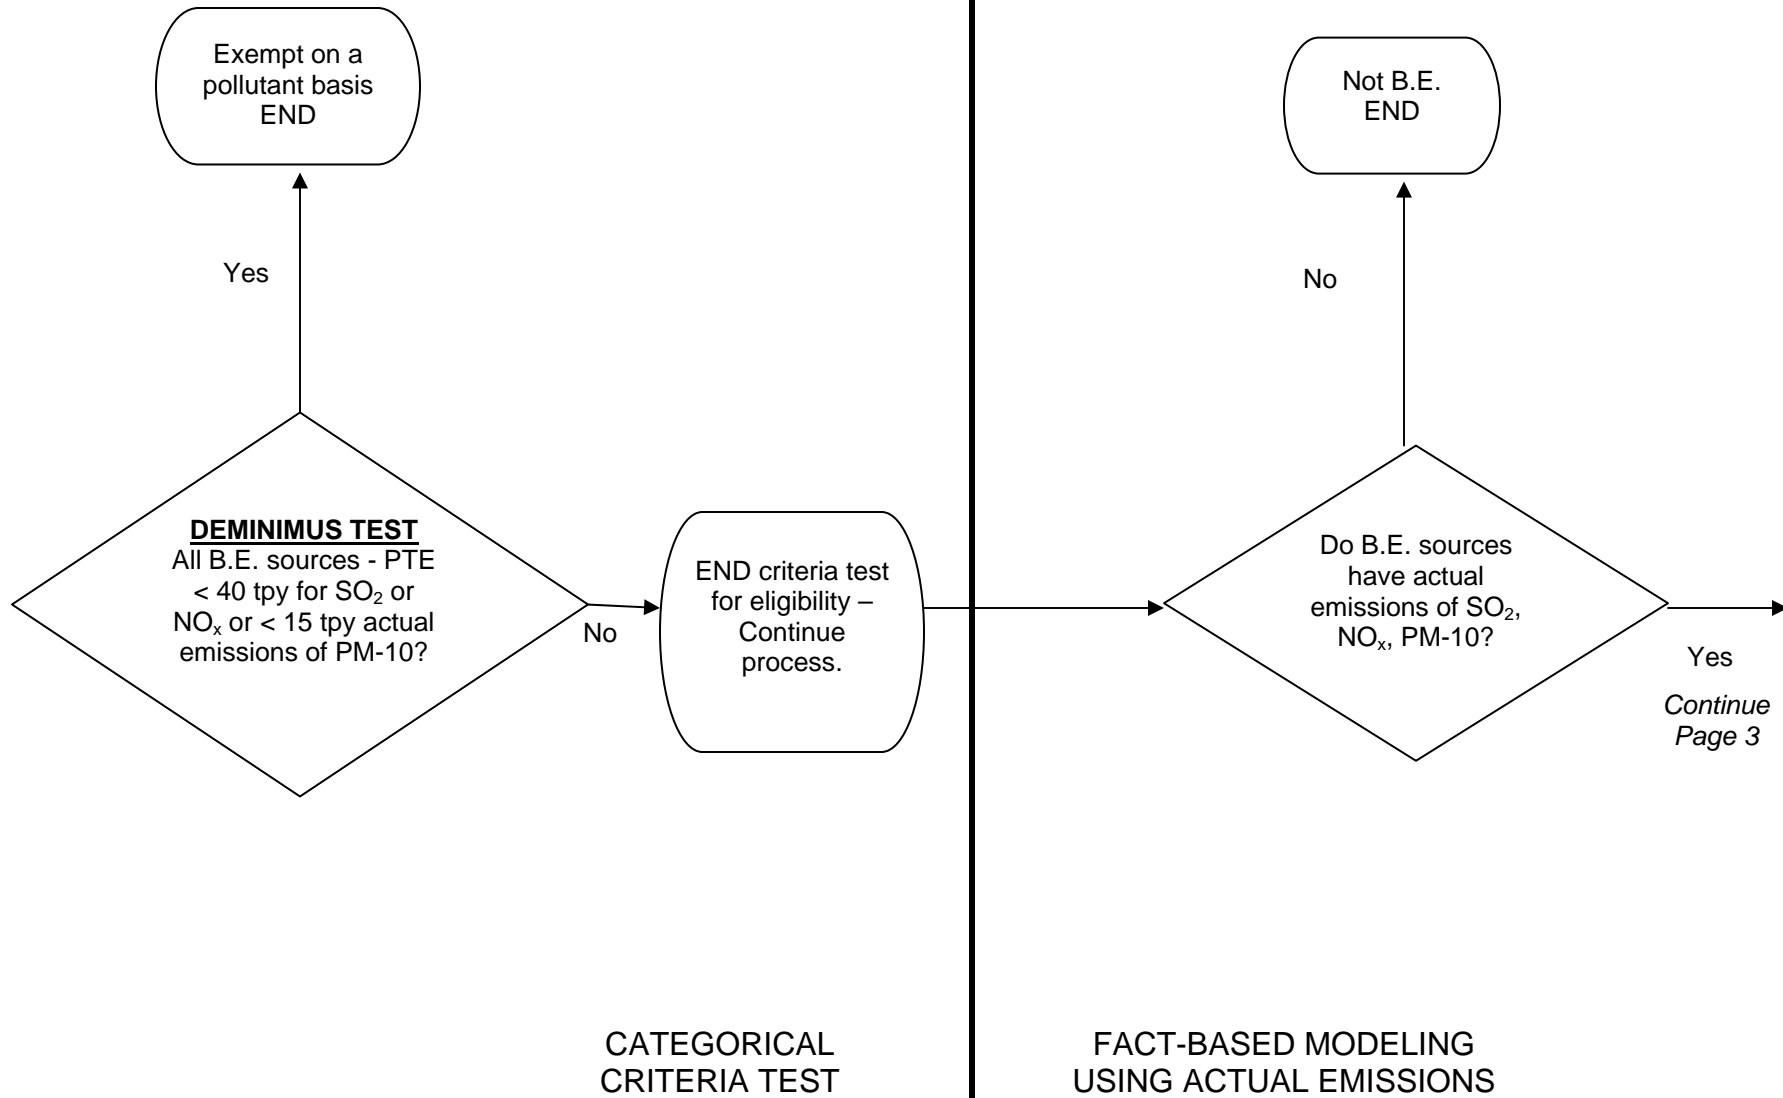 Exempt on a
pollutant basis
END
Yes
DEMINIMUS TEST
All B.E. sources - PTE
< 40 tpy for SO₂ or
NOₓ or < 15 tpy actual
emissions of PM-10?
No
END criteria test
for eligibility –
Continue
process.
CATEGORICAL
CRITERIA TEST
Not B.E.
END
No
Do B.E. sources
have actual
emissions of SO₂,
NOₓ, PM-10?
Yes
Continue
Page 3
FACT-BASED MODELING
USING ACTUAL EMISSIONS